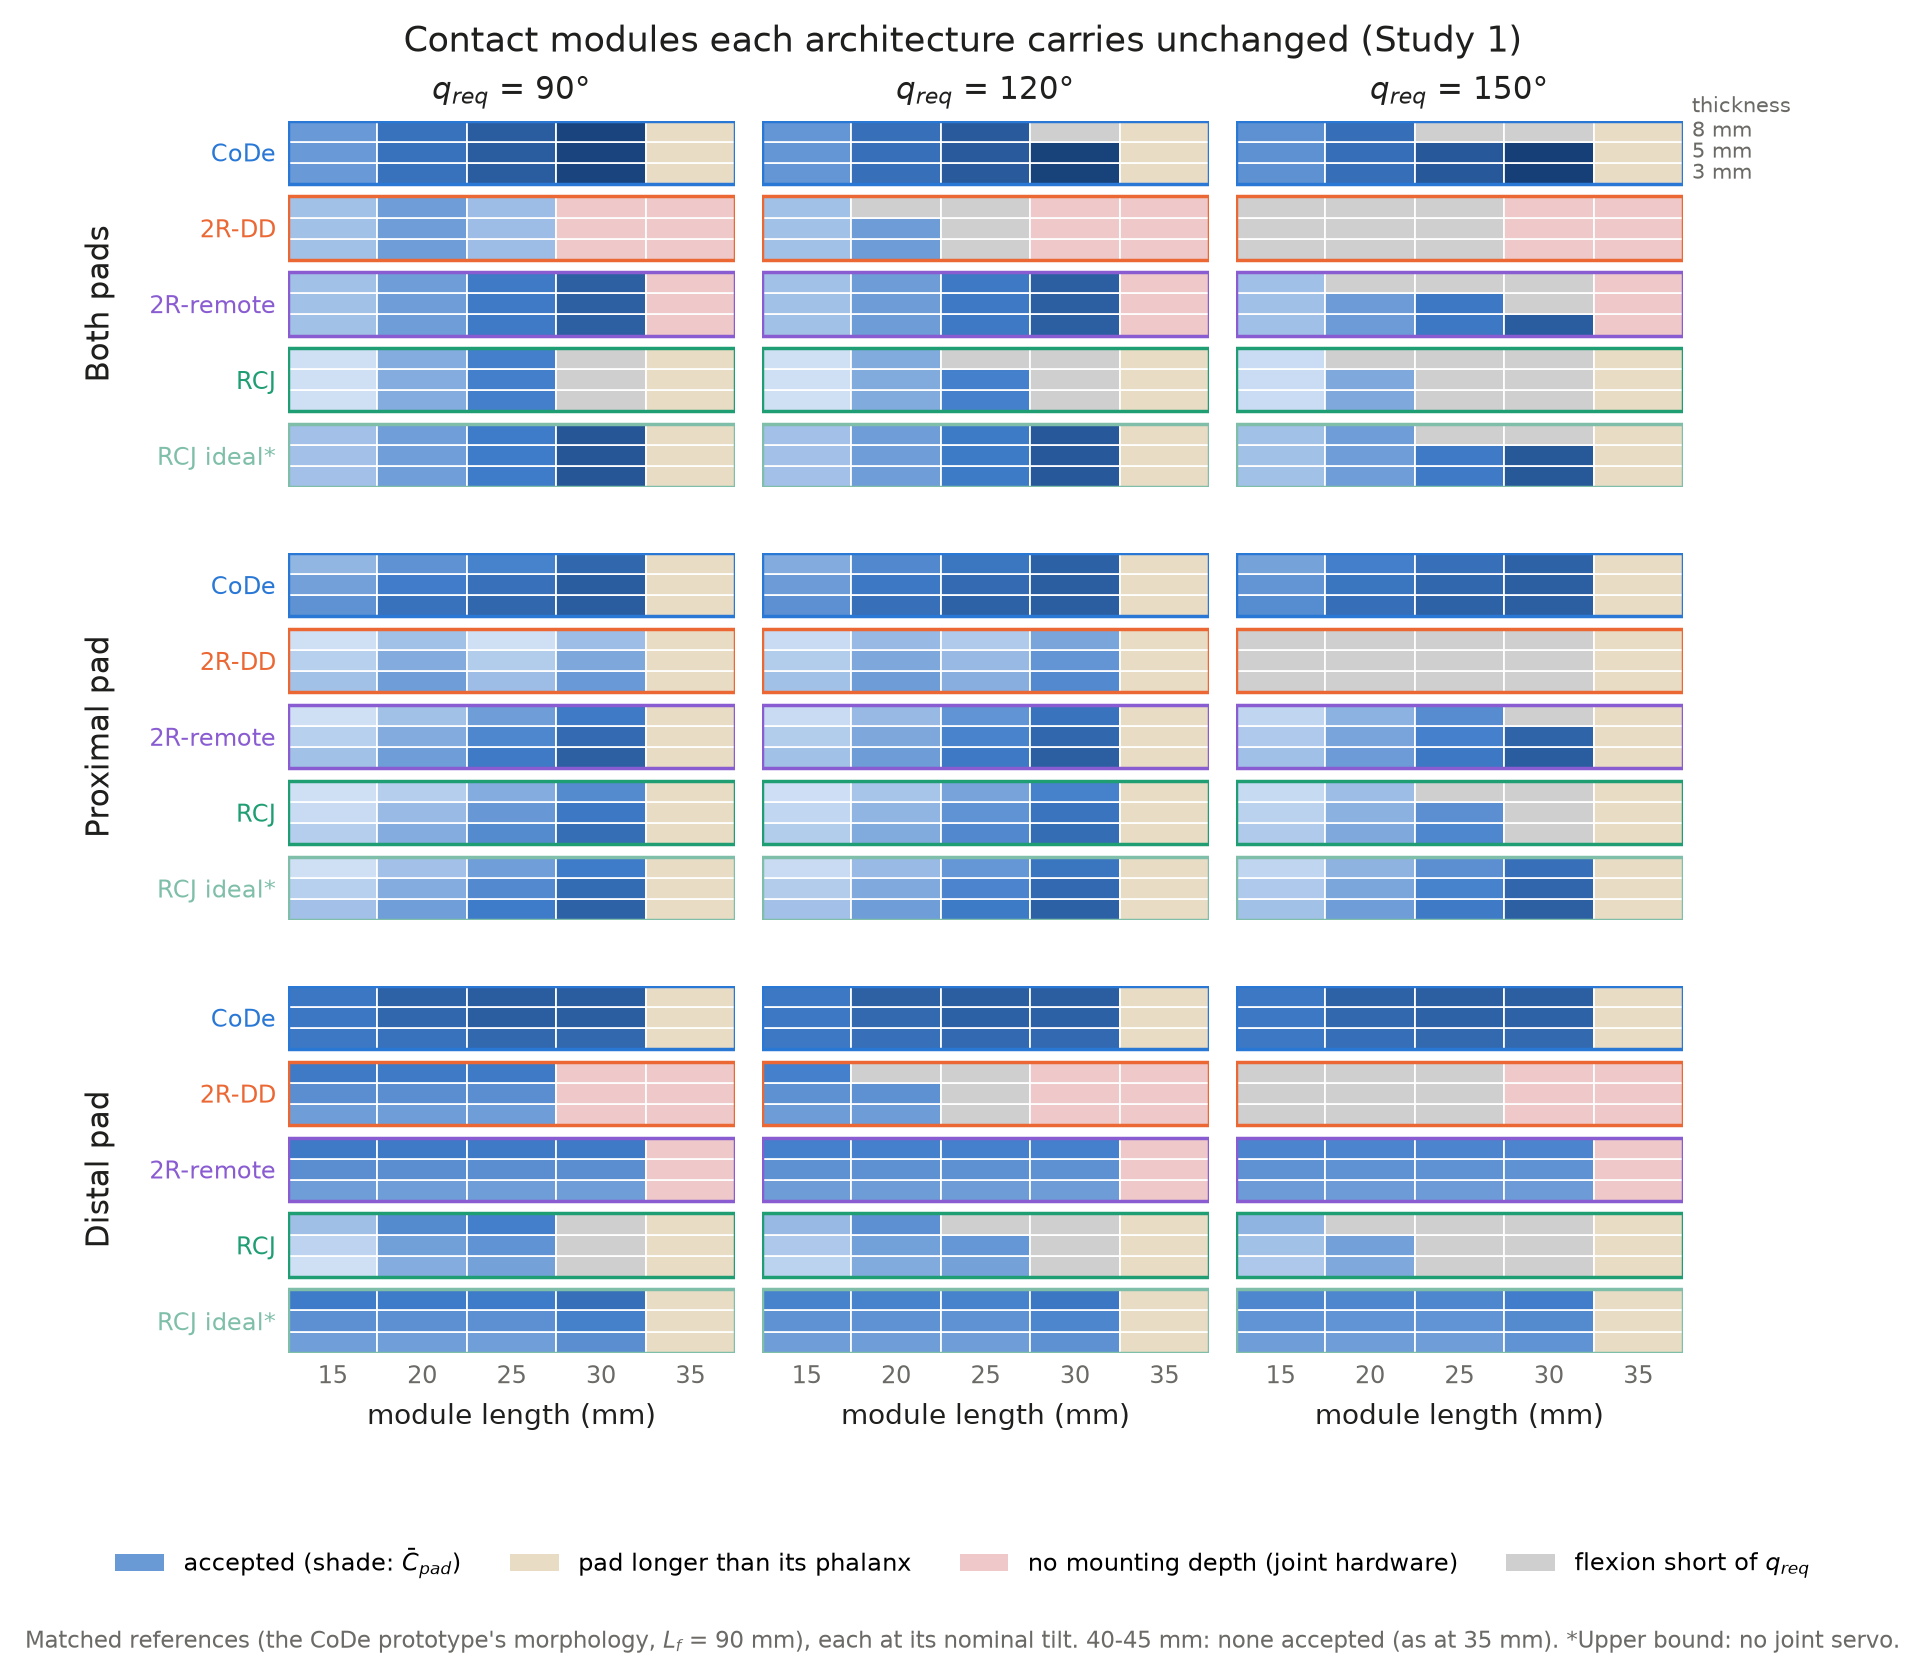 Contact modules each architecture carries unchanged (Study 1)
q_req = 90°
q_req = 120°
q_req = 150°
thickness
8 mm
5 mm
3 mm
Both pads
CoDe
2R-DD
2R-remote
RCJ
RCJ ideal*
Proximal pad
CoDe
2R-DD
2R-remote
RCJ
RCJ ideal*
Distal pad
CoDe
2R-DD
2R-remote
RCJ
RCJ ideal*
15 20 25 30 35
15 20 25 30 35
15 20 25 30 35
module length (mm)
module length (mm)
module length (mm)
accepted (shade: C̄_pad)
pad longer than its phalanx
no mounting depth (joint hardware)
flexion short of q_req
Matched references (the CoDe prototype's morphology, L_f = 90 mm), each at its nominal tilt. 40-45 mm: none accepted (as at 35 mm). *Upper bound: no joint servo.